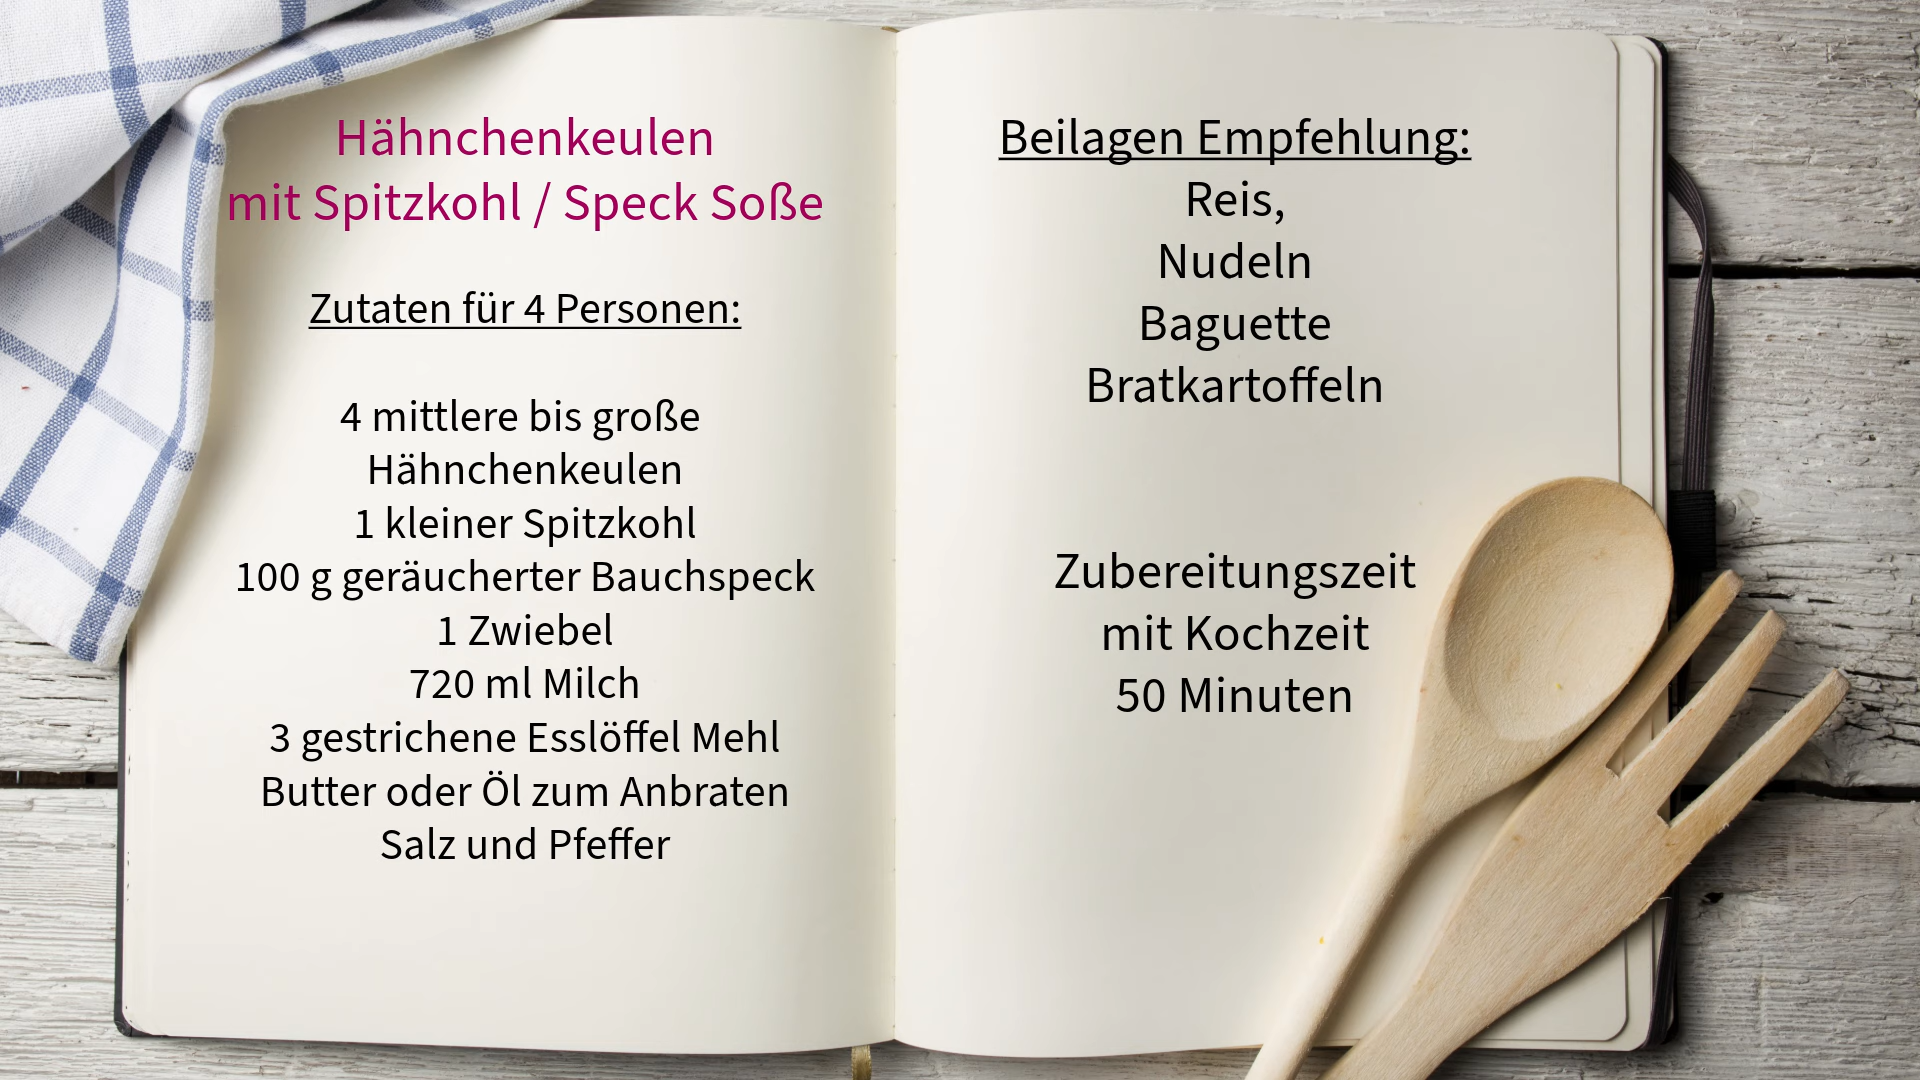 Hähnchenkeulen
mit Spitzkohl / Speck Soße
Zutaten für 4 Personen:
4 mittlere bis große
Hähnchenkeulen
1 kleiner Spitzkohl
100 g geräucherter Bauchspeck
1 Zwiebel
720 ml Milch
3 gestrichene Esslöffel Mehl
Butter oder Öl zum Anbraten
Salz und Pfeffer
Beilagen Empfehlung:
Reis,
Nudeln
Baguette
Bratkartoffeln
Zubereitungszeit
mit Kochzeit
50 Minuten